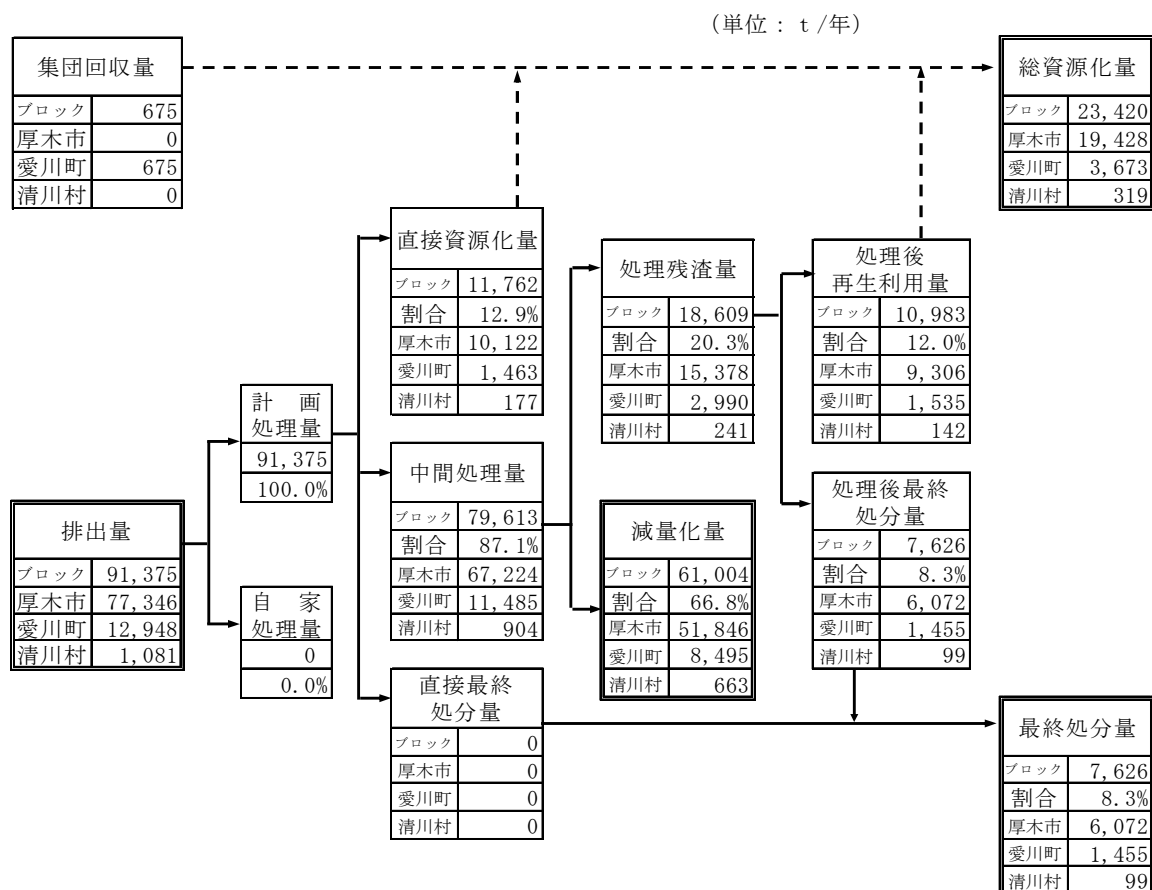 (単位：t/年)
集団回収量
ブロック 675
厚木市 0
愛川町 675
清川村 0
総資源化量
ブロック 23,420
厚木市 19,428
愛川町 3,673
清川村 319
直接資源化量
ブロック 11,762
割合 12.9%
厚木市 10,122
愛川町 1,463
清川村 177
処理残渣量
ブロック 18,609
割合 20.3%
厚木市 15,378
愛川町 2,990
清川村 241
処理後
再生利用量
ブロック 10,983
割合 12.0%
厚木市 9,306
愛川町 1,535
清川村 142
計 画
処理量
91,375
100.0%
中間処理量
ブロック 79,613
割合 87.1%
厚木市 67,224
愛川町 11,485
清川村 904
処理後最終
処分量
ブロック 7,626
割合 8.3%
厚木市 6,072
愛川町 1,455
清川村 99
排出量
ブロック 91,375
厚木市 77,346
愛川町 12,948
清川村 1,081
減量化量
ブロック 61,004
割合 66.8%
厚木市 51,846
愛川町 8,495
清川村 663
自 家
処理量
0
0.0%
直接最終
処分量
ブロック 0
厚木市 0
愛川町 0
清川村 0
最終処分量
ブロック 7,626
割合 8.3%
厚木市 6,072
愛川町 1,455
清川村 99